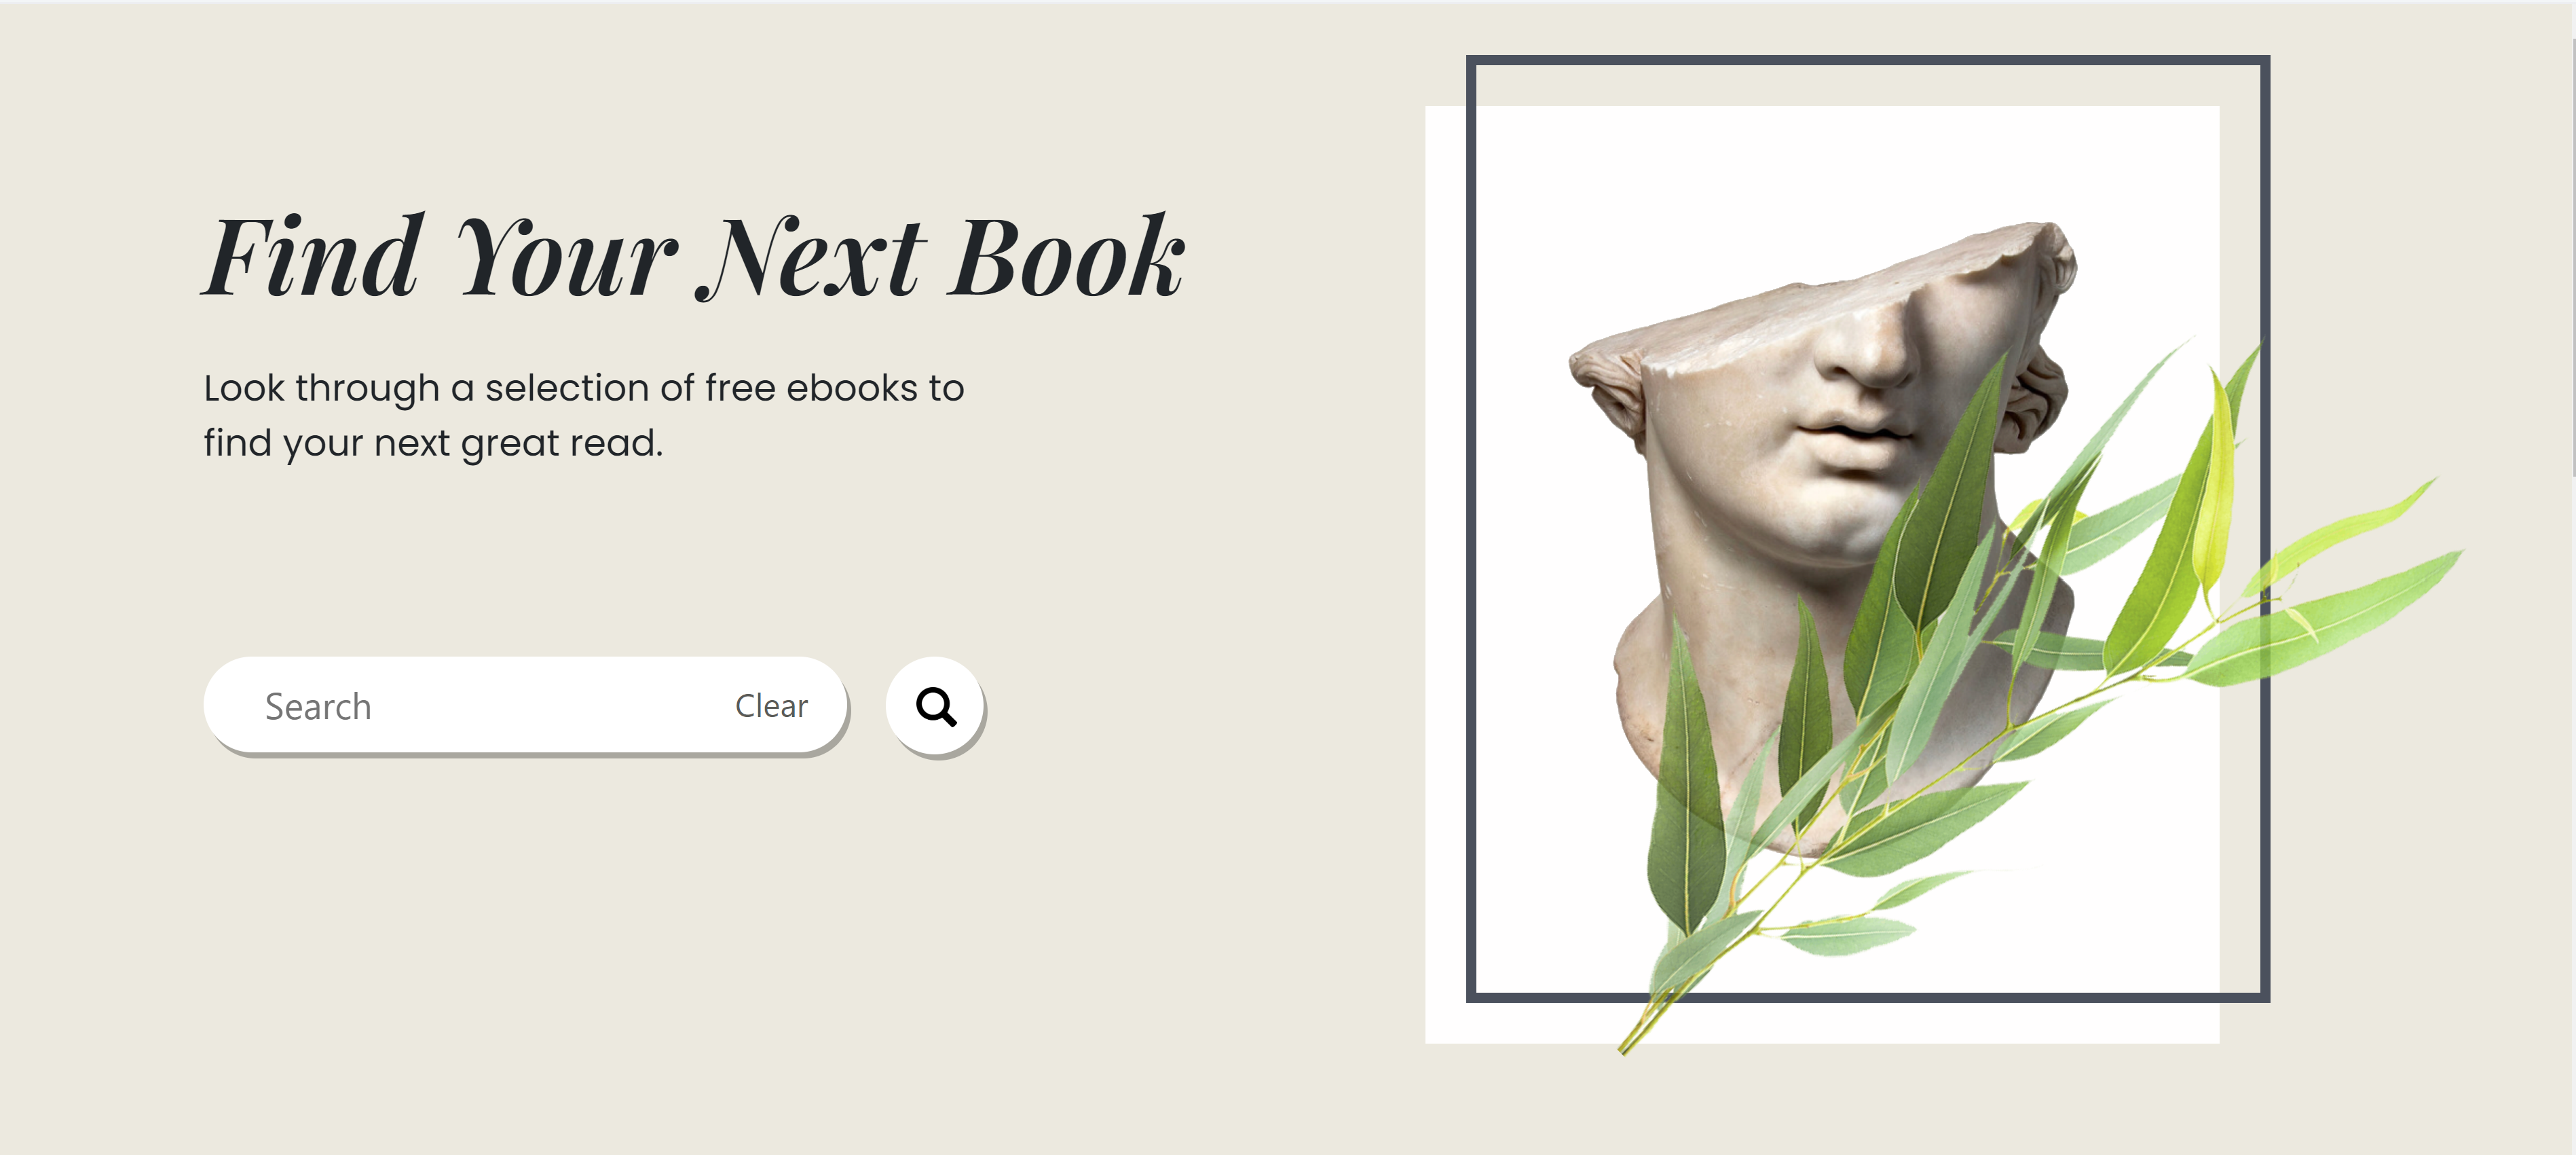 Find Your Next Book
Look through a selection of free ebooks to
find your next great read.
Search
Clear